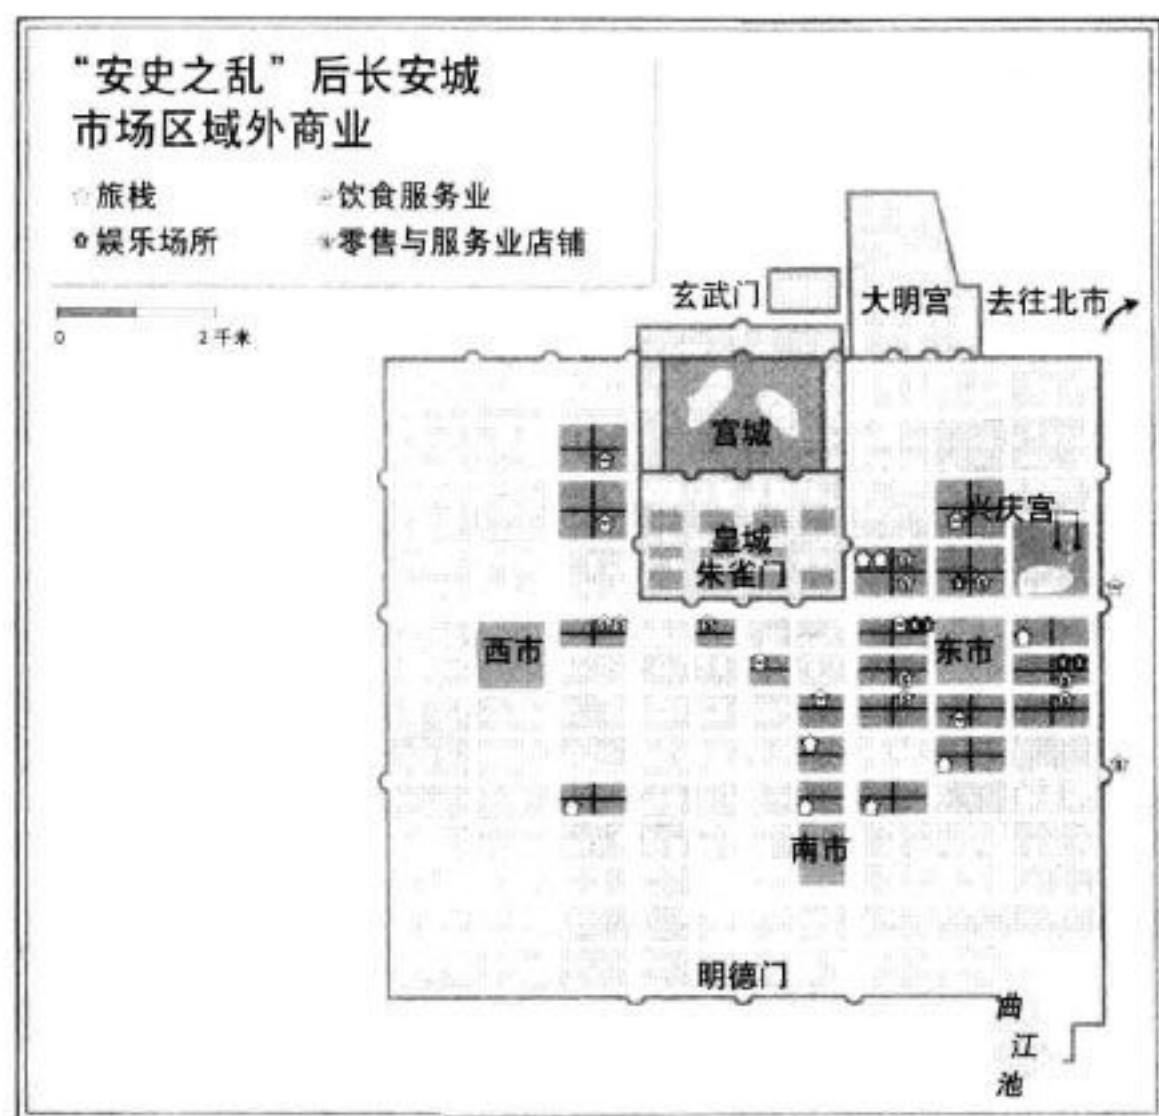 “安史之乱”后长安城
市场区域外商业
旅栈
饮食服务业
娱乐场所
零售与服务业店铺
0
2千米
玄武门
大明宫
去往北市
宫城
兴庆宫
皇城
朱雀门
西市
东市
南市
明德门
曲
江
池